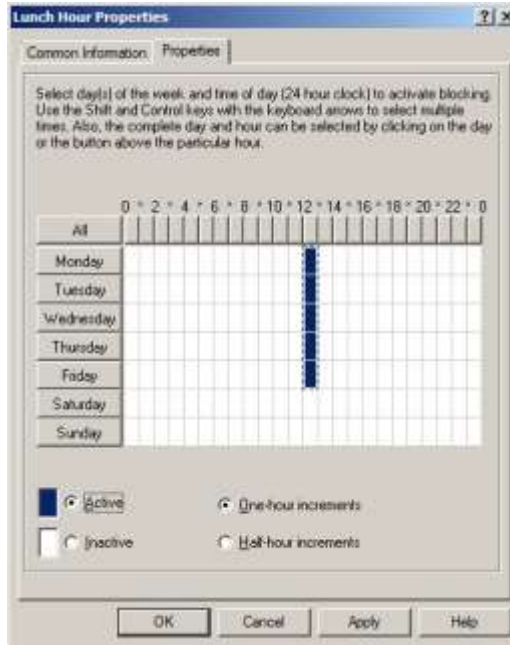 Lunch Hour Properties ? x
Common Information Properties
Select day(s) of the week and time of day (24 hour clock) to activate blocking.
Use the Shift and Control keys with the keyboard arrows to select multiple
times. Also, the complete day and hour can be selected by clicking on the day
or the button above the particular hour.
0 * 2 * 4 * 6 * 8 * 10 * 12 * 14 * 16 * 18 * 20 * 22 * 0
All
Monday
Tuesday
Wednesday
Thursday
Friday
Saturday
Sunday
Active One-hour increments
Inactive Half-hour increments
OK Cancel Apply Help